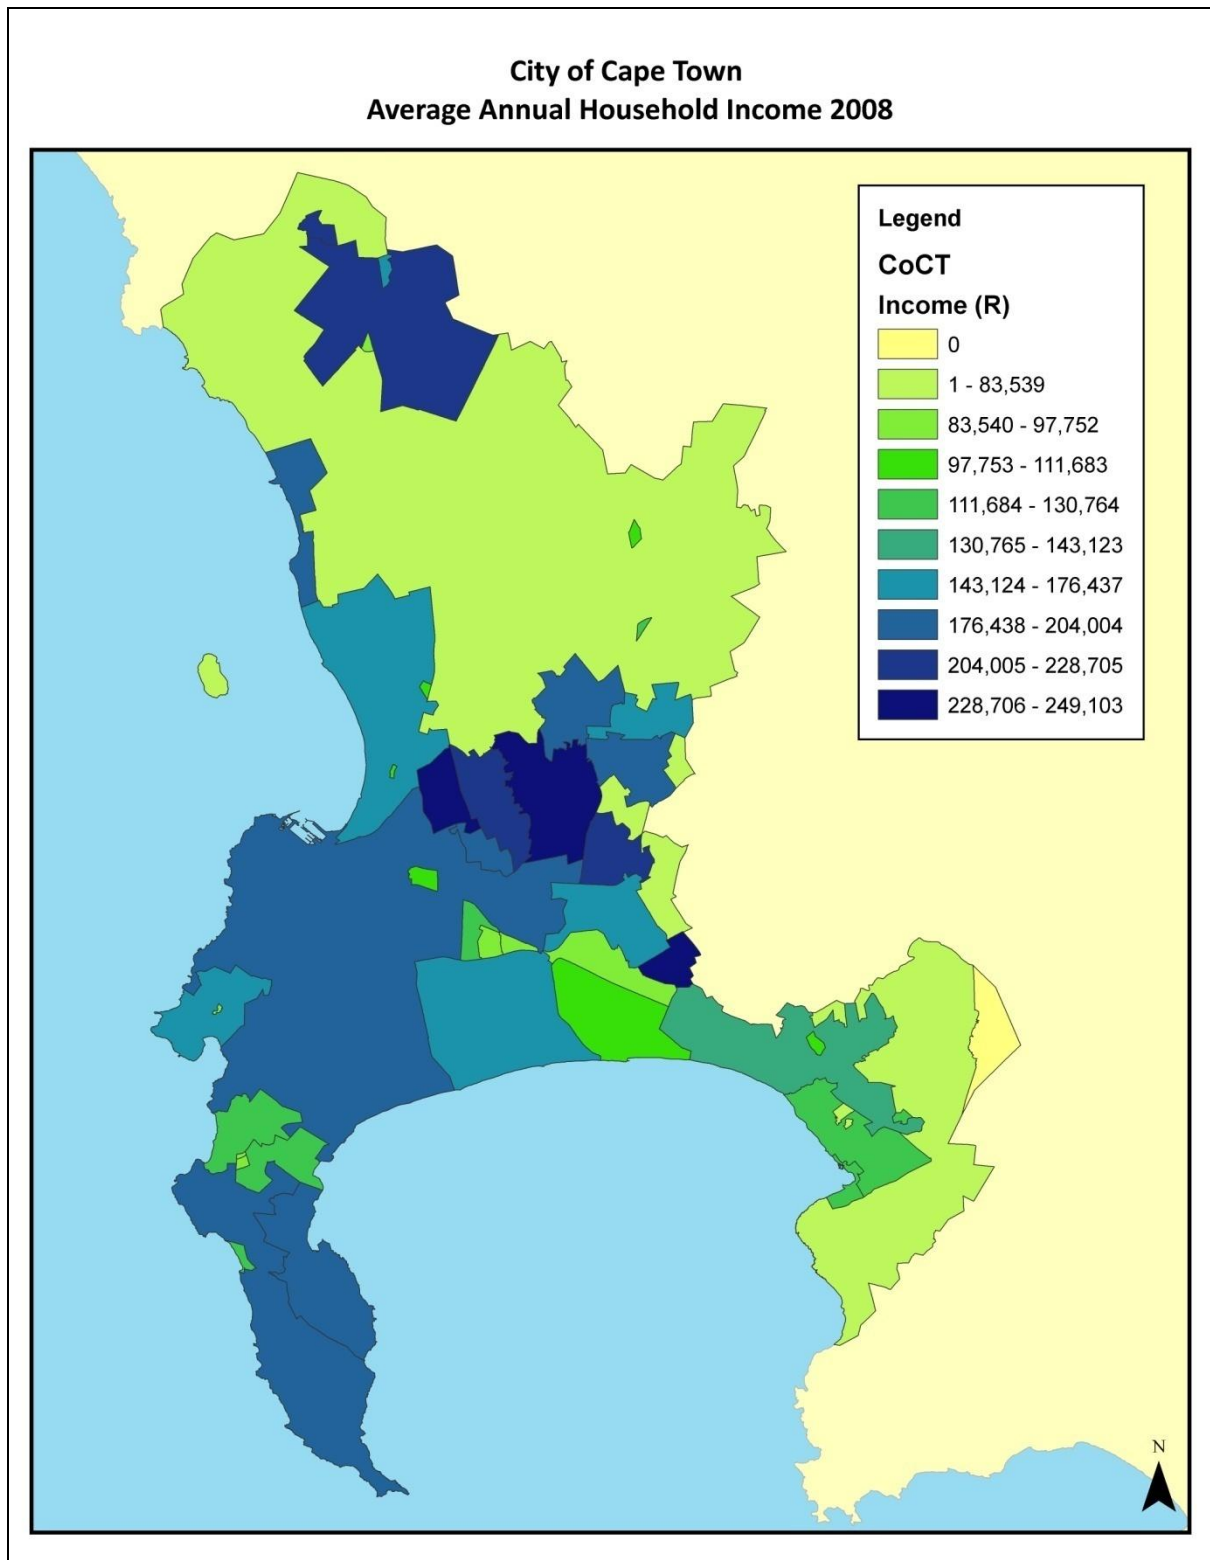 City of Cape Town
Average Annual Household Income 2008
Legend
CoCT
Income (R)
0
1 - 83,539
83,540 - 97,752
97,753 - 111,683
111,684 - 130,764
130,765 - 143,123
143,124 - 176,437
176,438 - 204,004
204,005 - 228,705
228,706 - 249,103
N